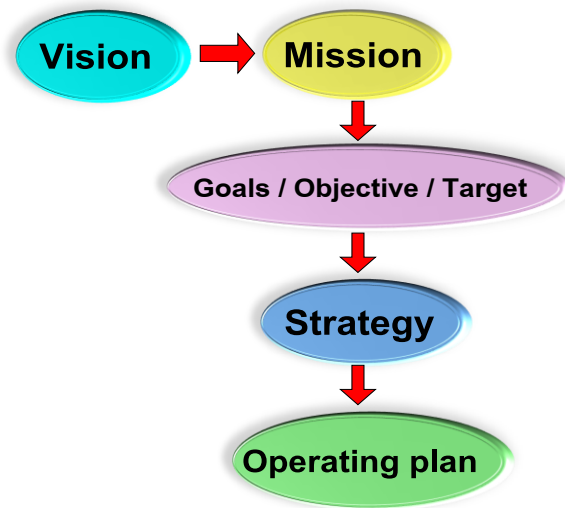 Vision
Mission
Goals / Objective / Target
Strategy
Operating plan